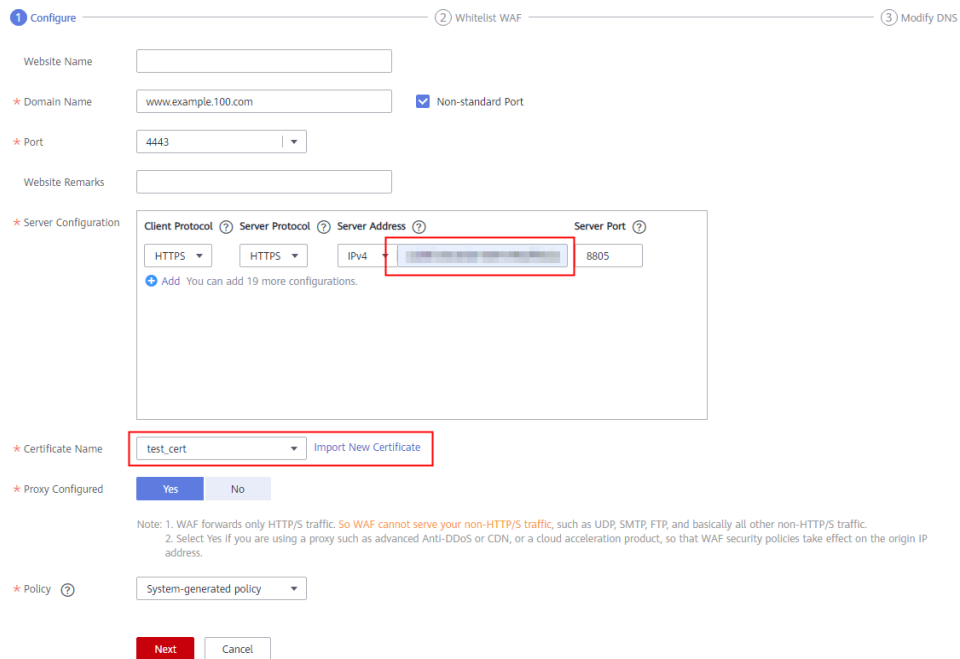 1 Configure 2 Whitelist WAF 3 Modify DNS
Website Name
* Domain Name www.example.100.com Non-standard Port
* Port 4443
Website Remarks
* Server Configuration Client Protocol ? Server Protocol ? Server Address ? Server Port ?
HTTPS HTTPS IPv4 8805
+ Add You can add 19 more configurations.
* Certificate Name test_cert Import New Certificate
* Proxy Configured Yes No
Note: 1. WAF forwards only HTTP/S traffic. So WAF cannot serve your non-HTTP/S traffic, such as UDP, SMTP, FTP, and basically all other non-HTTP/S traffic.
2. Select Yes if you are using a proxy such as advanced Anti-DDoS or CDN, or a cloud acceleration product, so that WAF security policies take effect on the origin IP
address.
* Policy ? System-generated policy
Next Cancel